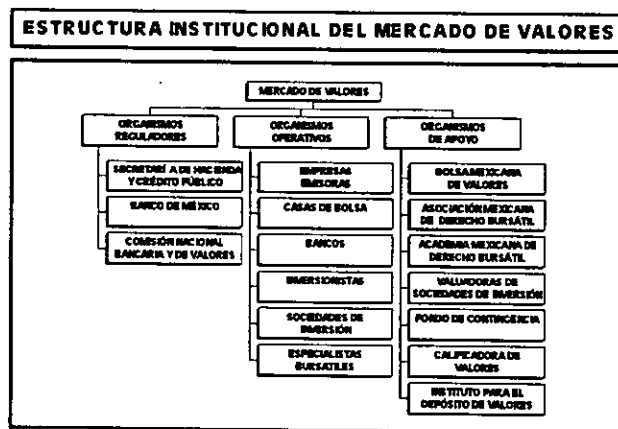 ESTRUCTURA INSTITUCIONAL DEL MERCADO DE VALORES
MERCADO DE VALORES
ORGANISMOS
REGULADORES
SECRETARÍA DE HACIENDA
Y CRÉDITO PÚBLICO
BANCO DE MÉXICO
COMISIÓN NACIONAL
BANCARIA Y DE VALORES
ORGANISMOS
OPERATIVOS
EMPRESAS
EMISORAS
CASAS DE BOLSA
BANCOS
INVERSIONISTAS
SOCIEDADES DE
INVERSIÓN
ESPECIALISTAS
BURSATILES
ORGANISMOS
DE APOYO
BOLSA MEXICANA
DE VALORES
ASOCIACIÓN MEXICANA
DE DERECHO BURSÁTIL
ACADEMIA MEXICANA DE
DERECHO BURSÁTIL
VALUADORAS DE
SOCIEDADES DE INVERSIÓN
FONDO DE CONTINGENCIA
CALIFICADORA DE
VALORES
INSTITUTO PARA EL
DEPÓSITO DE VALORES